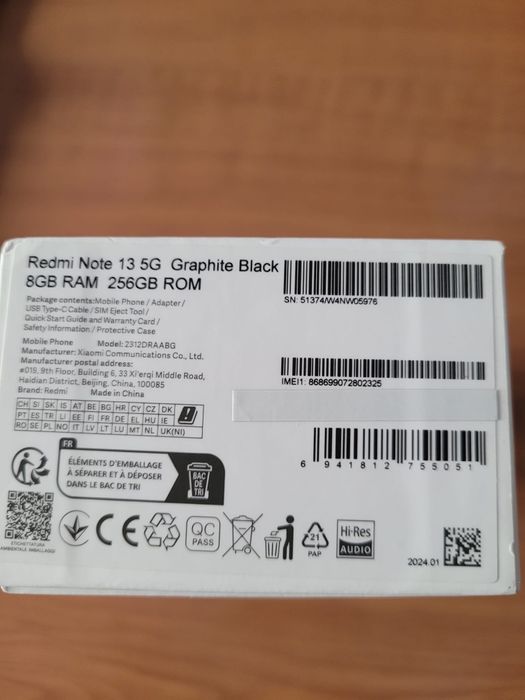 Redmi Note 13 5G Graphite Black
8GB RAM 256GB ROM
Package contents:Mobile Phone / Adapter /
USB Type-C Cable / SIM Eject Tool /
Quick Start Guide and Warranty Card /
Safety Information / Protective Case
Mobile Phone Model: 2312DRAABG
Manufacturer: Xiaomi Communications Co., Ltd.
Manufacturer postal address:
#019, 9th Floor, Building 6, 33 Xi'erqi Middle Road,
Haidian District, Beijing, China, 100085
Brand: Redmi Made in China
CH SI SK IS AT BE BG HR CY CZ DK
PT ES TR LI EE FI FR DE EL HU IE
RO SE PL NO IT LV LT LU MT NL UK(NI)
SN: 51374/W4NW05976
IMEI1: 868699072802325
6 941812 755051
FR
ÉLÉMENTS D'EMBALLAGE
À SÉPARER ET À DÉPOSER
DANS LE BAC DE TRI
BAC
DE
TRI
ETICHETTATURA
AMBIENTALE IMBALLAGGI
CE
QC
PASS
21
PAP
Hi-Res
AUDIO
2024.01